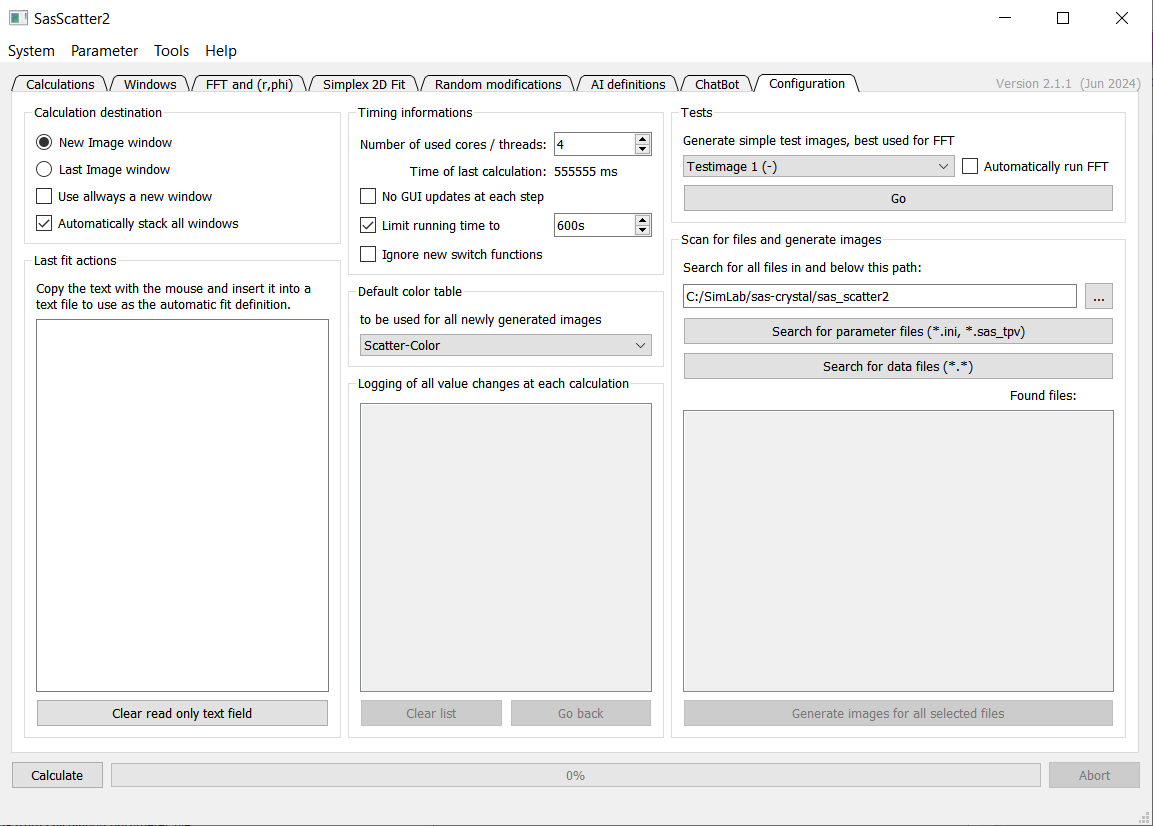 SasScatter2
System Parameter Tools Help
Calculations Windows FFT and (r,phi) Simplex 2D Fit Random modifications AI definitions ChatBot Configuration Version 2.1.1 (Jun 2024)
Calculation destination
New Image window
Last Image window
Use allways a new window
Automatically stack all windows
Last fit actions
Copy the text with the mouse and insert it into a
text file to use as the automatic fit definition.
Clear read only text field
Timing informations
Number of used cores / threads: 4
Time of last calculation: 555555 ms
No GUI updates at each step
Limit running time to 600s
Ignore new switch functions
Default color table
to be used for all newly generated images
Scatter-Color
Logging of all value changes at each calculation
Clear list Go back
Tests
Generate simple test images, best used for FFT
Testimage 1 (-) Automatically run FFT
Go
Scan for files and generate images
Search for all files in and below this path:
C:/SimLab/sas-crystal/sas_scatter2 ...
Search for parameter files (*.ini, *.sas_tpv)
Search for data files (*.*)
Found files:
Generate images for all selected files
Calculate 0% Abort